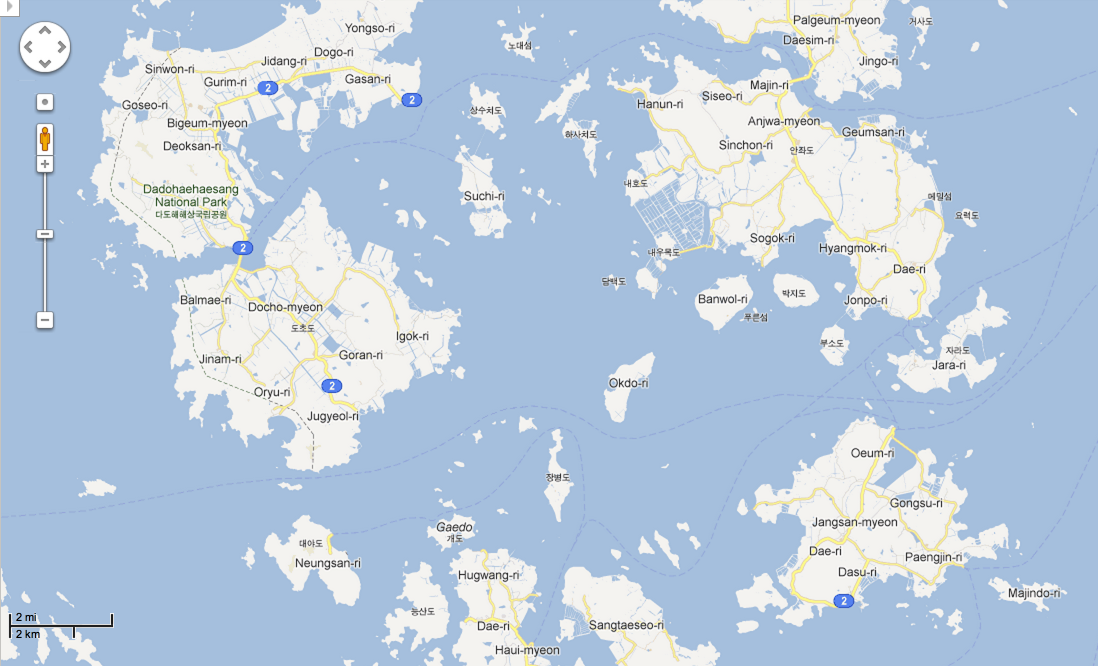 Palgeum-myeon
거사도
Yongso-ri
Daesim-ri
노대섬
Dogo-ri
Jidang-ri
Jingo-ri
Sinwon-ri
Gasan-ri
Gurim-ri
Majin-ri
2
Siseo-ri
2
Hanun-ri
Goseo-ri
상수치도
Bigeum-myeon
Anjwa-myeon
Geumsan-ri
하사치도
Deoksan-ri
Sinchon-ri
안좌도
내호도
Dadohaehaesang
National Park
다도해해상국립공원
Suchi-ri
메밀섬
요력도
Sogok-ri
2
Hyangmok-ri
내우목도
Dae-ri
담백도
Balmae-ri
Docho-myeon
Banwol-ri
박지도
Jonpo-ri
푸른섬
도초도
Igok-ri
부소도
자라도
Jinam-ri
Goran-ri
Jara-ri
2
Okdo-ri
Oryu-ri
Jugyeol-ri
Oeum-ri
장병도
Gongsu-ri
Jangsan-myeon
Gaedo
개도
대야도
Neungsan-ri
Dae-ri
Paengjin-ri
Hugwang-ri
Dasu-ri
Majindo-ri
2
능산도
2 mi
2 km
Dae-ri
Sangtaeseo-ri
Haui-myeon